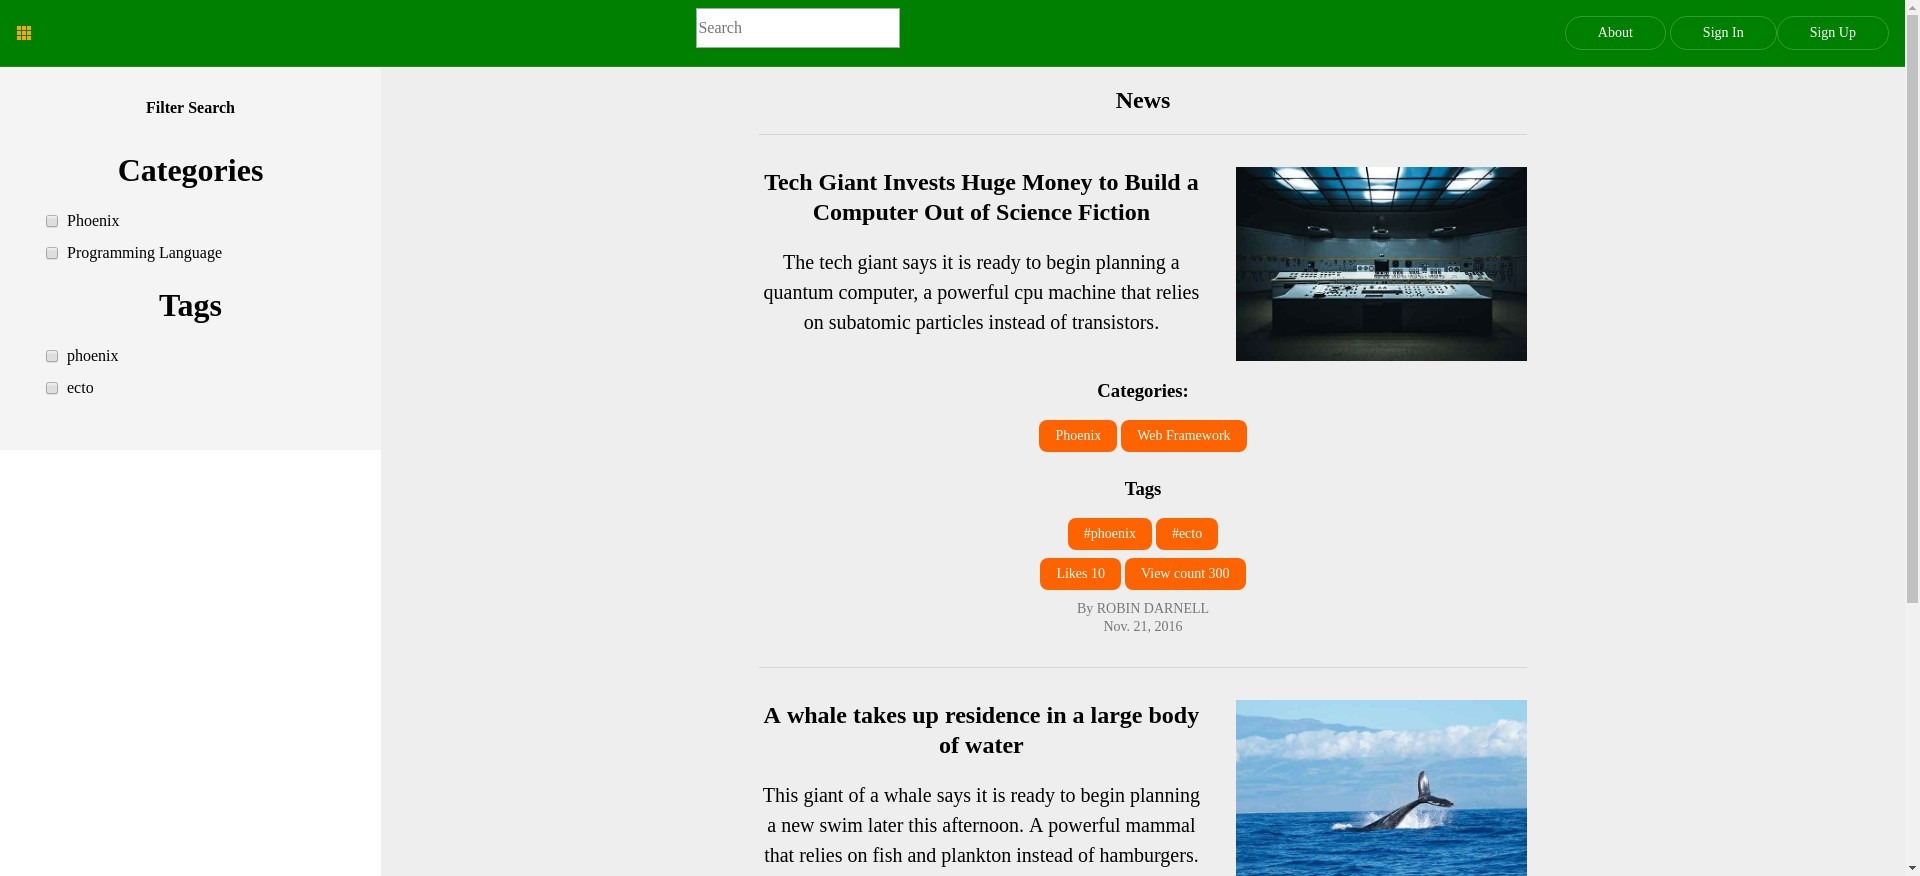 Search
About
Sign In
Sign Up
Filter Search
Categories
Phoenix
Programming Language
Tags
phoenix
ecto
News
Tech Giant Invests Huge Money to Build a
Computer Out of Science Fiction
The tech giant says it is ready to begin planning a
quantum computer, a powerful cpu machine that relies
on subatomic particles instead of transistors.
Categories:
Phoenix Web Framework
Tags
#phoenix #ecto
Likes 10 View count 300
By ROBIN DARNELL
Nov. 21, 2016
A whale takes up residence in a large body
of water
This giant of a whale says it is ready to begin planning
a new swim later this afternoon. A powerful mammal
that relies on fish and plankton instead of hamburgers.